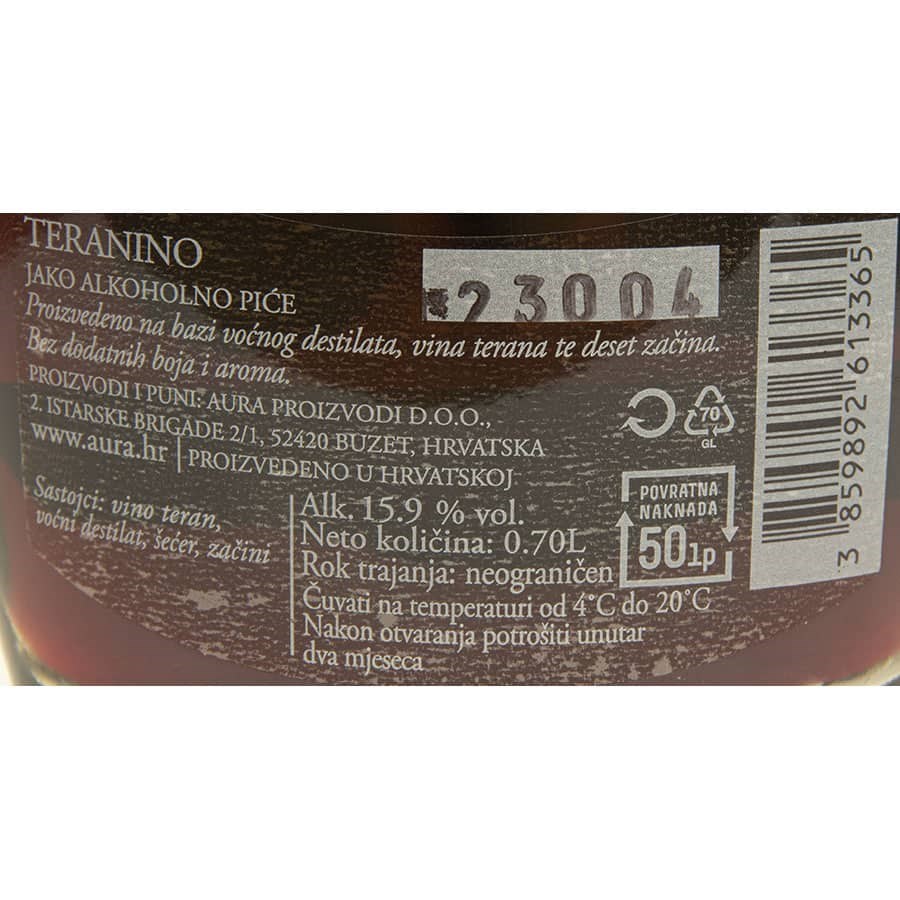 TERANINO
JAKO ALKOHOLNO PIĆE
23004
Proizvedeno na bazi voćnog destilata, vina terana te deset začina.
Bez dodatnih boja i aroma.
PROIZVODI I PUNI: AURA PROIZVODI D.O.O.,
2. ISTARSKE BRIGADE 2/1, 52420 BUZET, HRVATSKA
www.aura.hr | PROIZVEDENO U HRVATSKOJ
Sastojci: vino teran,
voćni destilat, šećer, začini
Alk. 15.9 % vol.
Neto količina: 0.70L
Rok trajanja: neograničen
Čuvati na temperaturi od 4°C do 20°C
Nakon otvaranja potrošiti unutar
dva mjeseca
70
GL
POVRATNA
NAKNADA
50lp
3 859892 613365